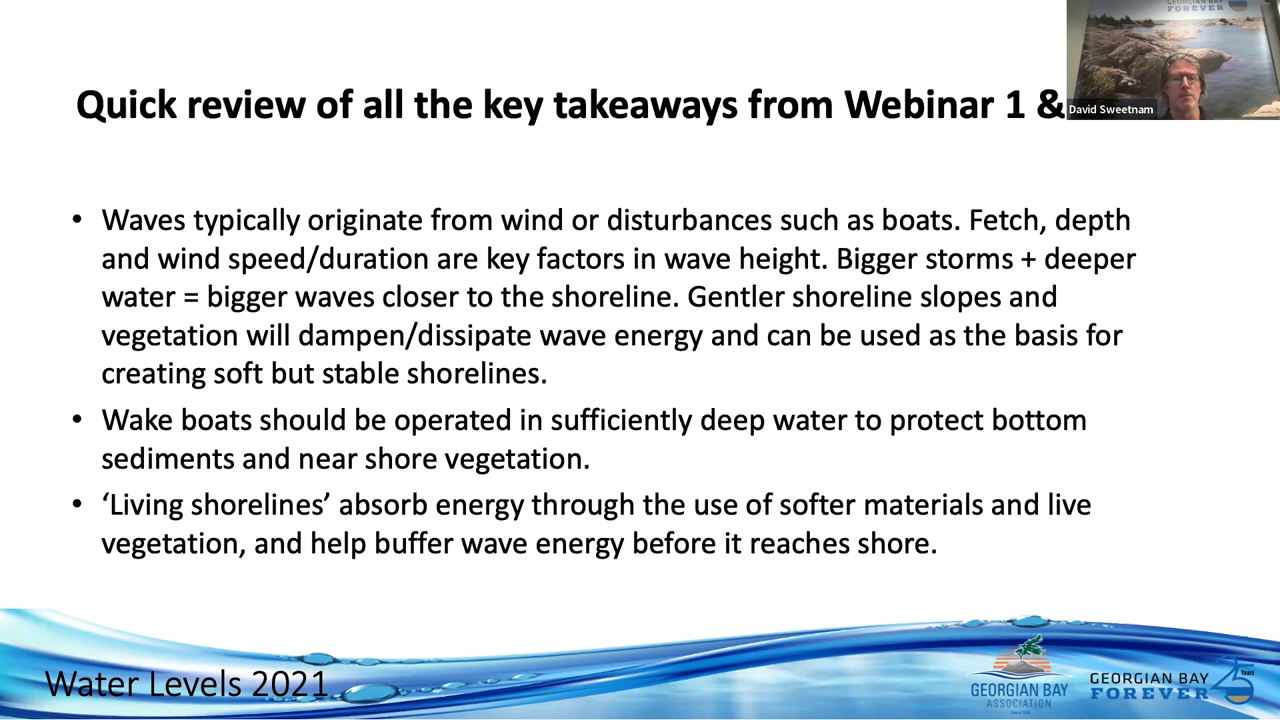 GEORGIAN BAY
FOREVER
David Sweetnam
Quick review of all the key takeaways from Webinar 1 &
• Waves typically originate from wind or disturbances such as boats. Fetch, depth
and wind speed/duration are key factors in wave height. Bigger storms + deeper
water = bigger waves closer to the shoreline. Gentler shoreline slopes and
vegetation will dampen/dissipate wave energy and can be used as the basis for
creating soft but stable shorelines.
• Wake boats should be operated in sufficiently deep water to protect bottom
sediments and near shore vegetation.
• ‘Living shorelines’ absorb energy through the use of softer materials and live
vegetation, and help buffer wave energy before it reaches shore.
Water Levels 2021
GEORGIAN BAY
ASSOCIATION
GEORGIAN BAY
FOREVER
25 Years